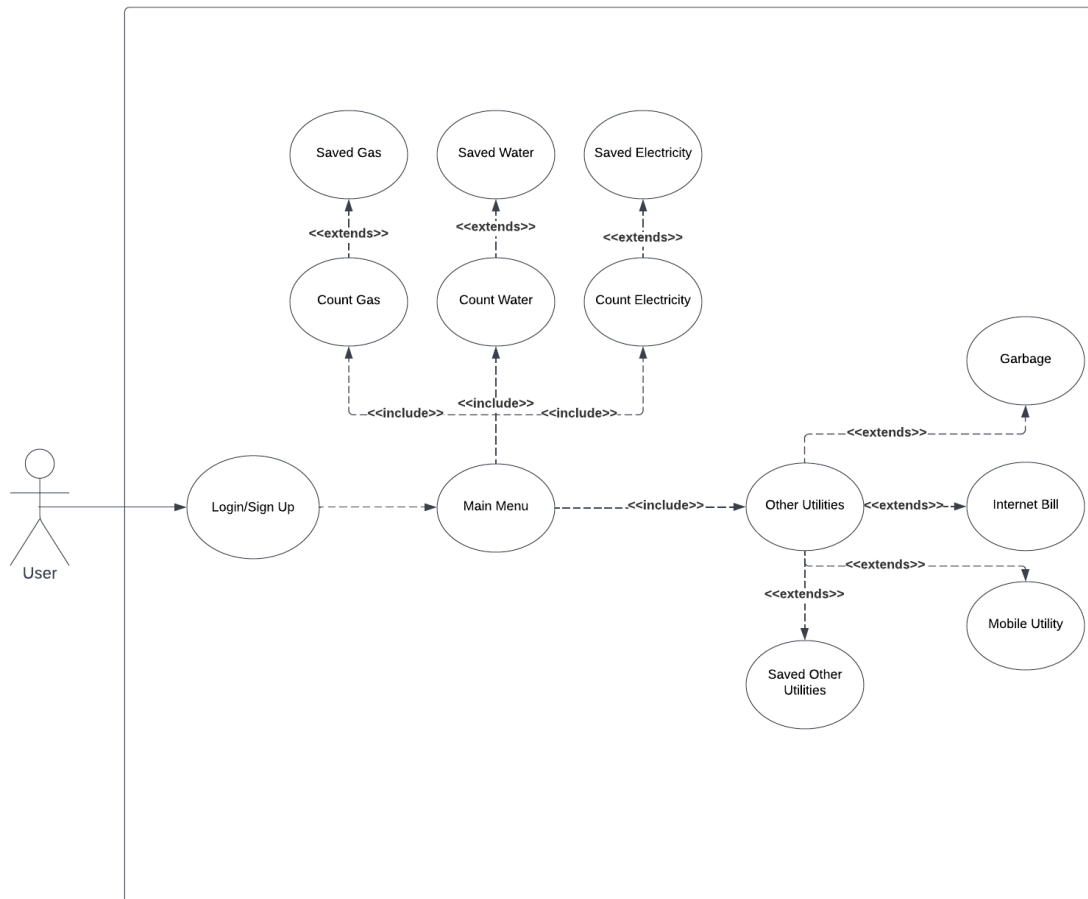 Saved Gas
Saved Water
Saved Electricity
<<extends>>
<<extends>>
<<extends>>
Count Gas
Count Water
Count Electricity
<<include>>
<<include>>
<<include>>
Garbage
<<extends>>
User
Login/Sign Up
Main Menu
<<include>>
Other Utilities
<<extends>>
Internet Bill
<<extends>>
<<extends>>
Mobile Utility
Saved Other
Utilities